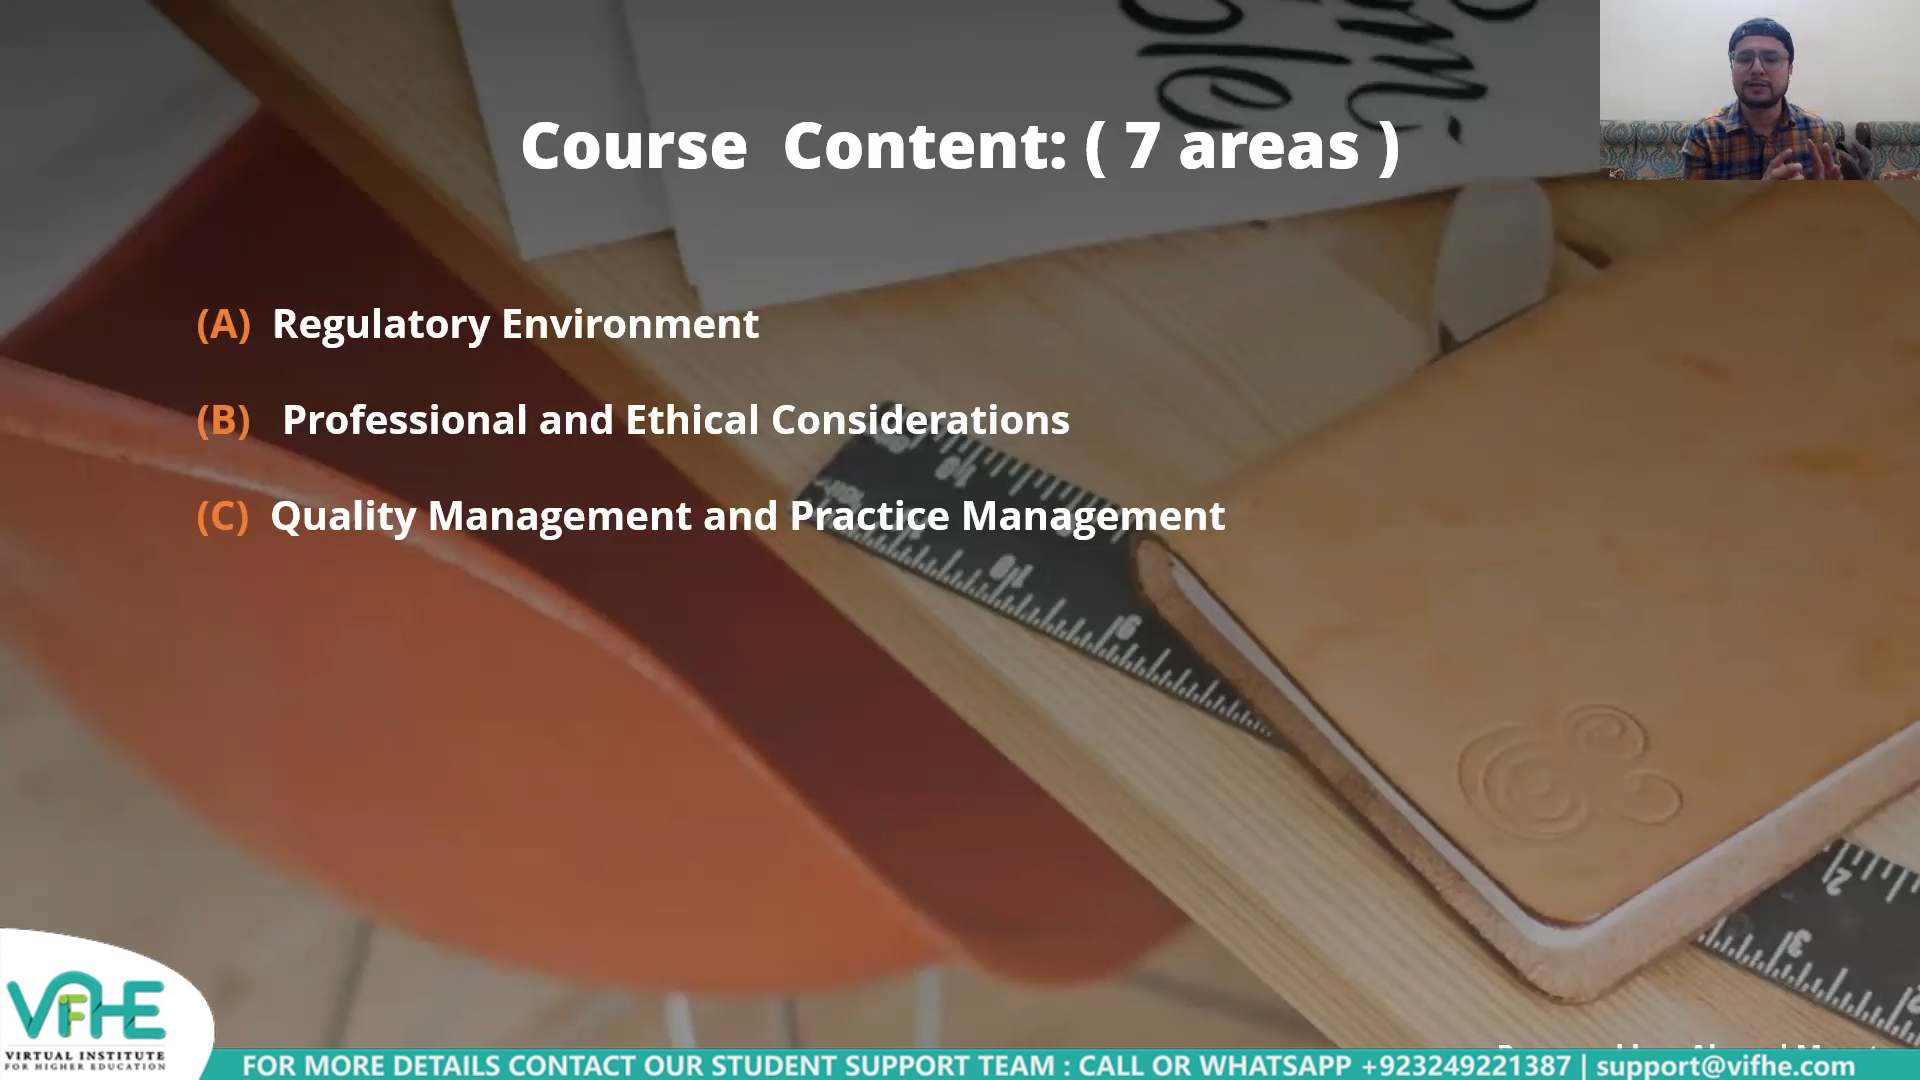 Course Content: ( 7 areas )
(A) Regulatory Environment
(B) Professional and Ethical Considerations
(C) Quality Management and Practice Management
VIFHE
VIRTUAL INSTITUTE
FOR HIGHER EDUCATION
FOR MORE DETAILS CONTACT OUR STUDENT SUPPORT TEAM : CALL OR WHATSAPP +923249221387 | support@vifhe.com